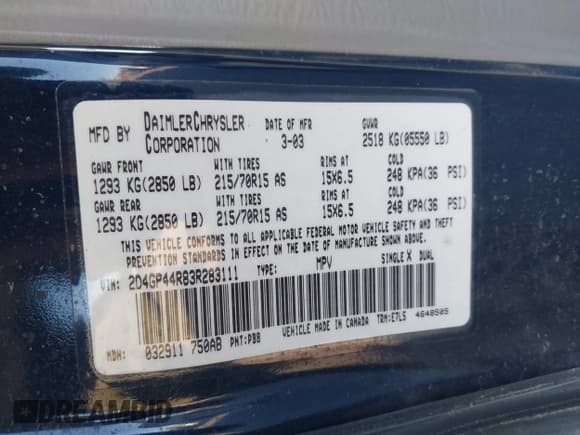 MFD BY DAIMLERCHRYSLER CORPORATION DATE OF MFR 3-03 GVWR 2518 KG(05550 LB)
GAWR FRONT WITH TIRES RIMS AT COLD
1293 KG(2850 LB) 215/70R15 AS 15X6.5 248 KPA(36 PSI)
GAWR REAR WITH TIRES RIMS AT COLD
1293 KG(2850 LB) 215/70R15 AS 15X6.5 248 KPA(36 PSI)
THIS VEHICLE CONFORMS TO ALL APPLICABLE FEDERAL MOTOR VEHICLE SAFETY AND THEFT
PREVENTION STANDARDS IN EFFECT ON THE DATE OF MANUFACTURE SHOWN ABOVE.
VIN: 2D4GP44R83R283111 TYPE: MPV SINGLE X DUAL
MDH: 032911 750AB PNT:PBB VEHICLE MADE IN CANADA TRM:E7L5 4648505
DREAMBID